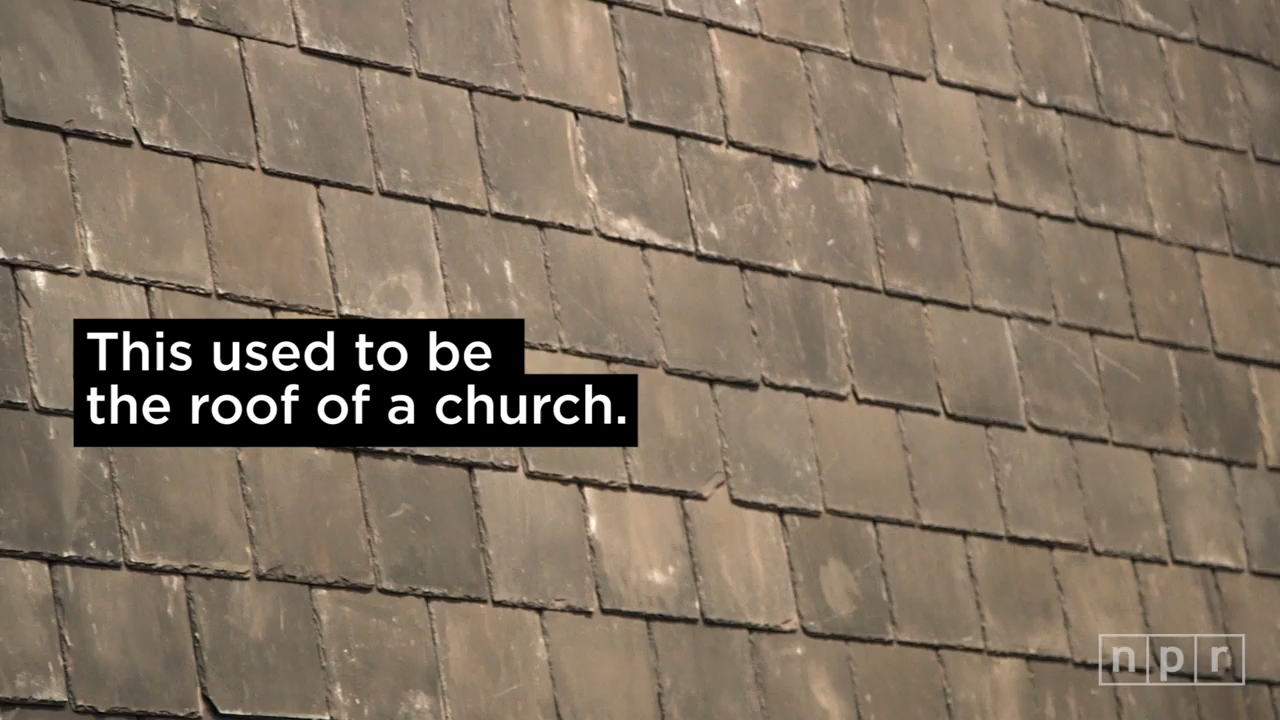 This used to be
the roof of a church.
npr